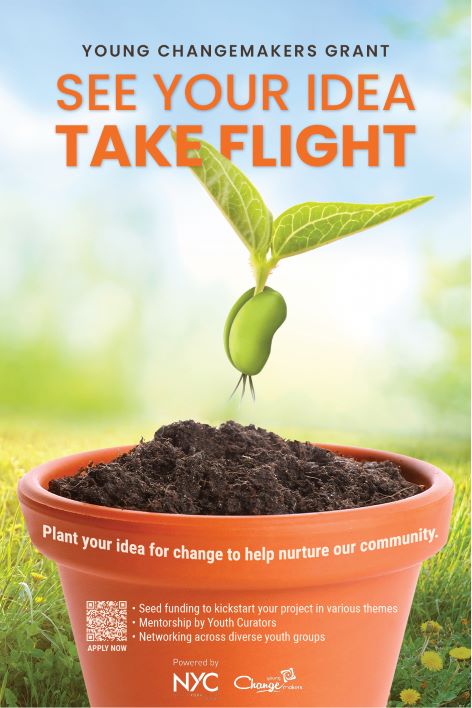 YOUNG CHANGEMAKERS GRANT
SEE YOUR IDEA
TAKE FLIGHT
Plant your idea for change to help nurture our community.
• Seed funding to kickstart your project in various themes
• Mentorship by Youth Curators
• Networking across diverse youth groups
APPLY NOW
Powered by
NYC
young
Change makers